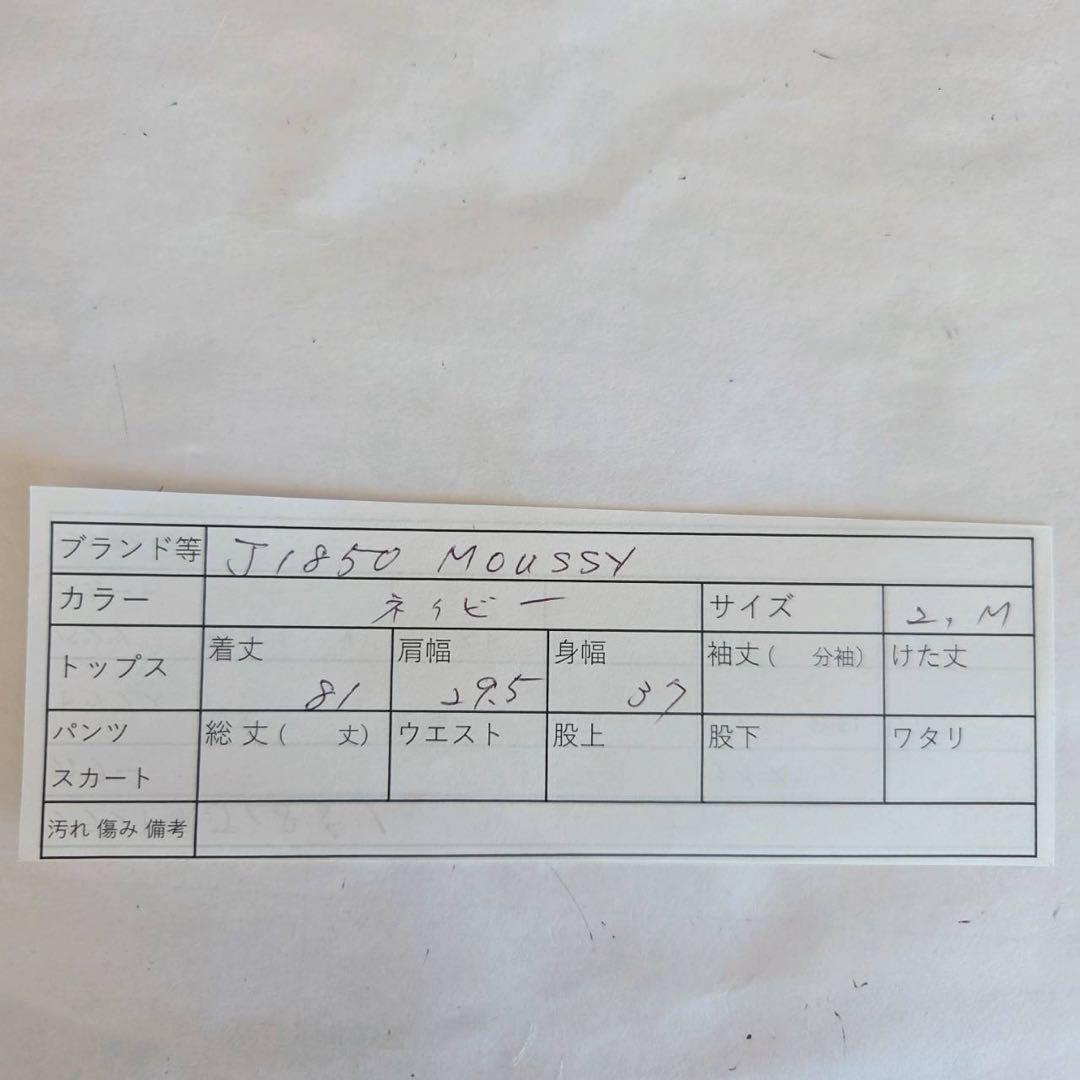 ブランド等 J1850 MOUSSY
カラー ネイビー サイズ 2, M
トップス 着丈 81 肩幅 29.5 身幅 37 袖丈( 分袖) けた丈
パンツ スカート 総丈( 丈) ウエスト 股上 股下 ワタリ
汚れ 傷み 備考